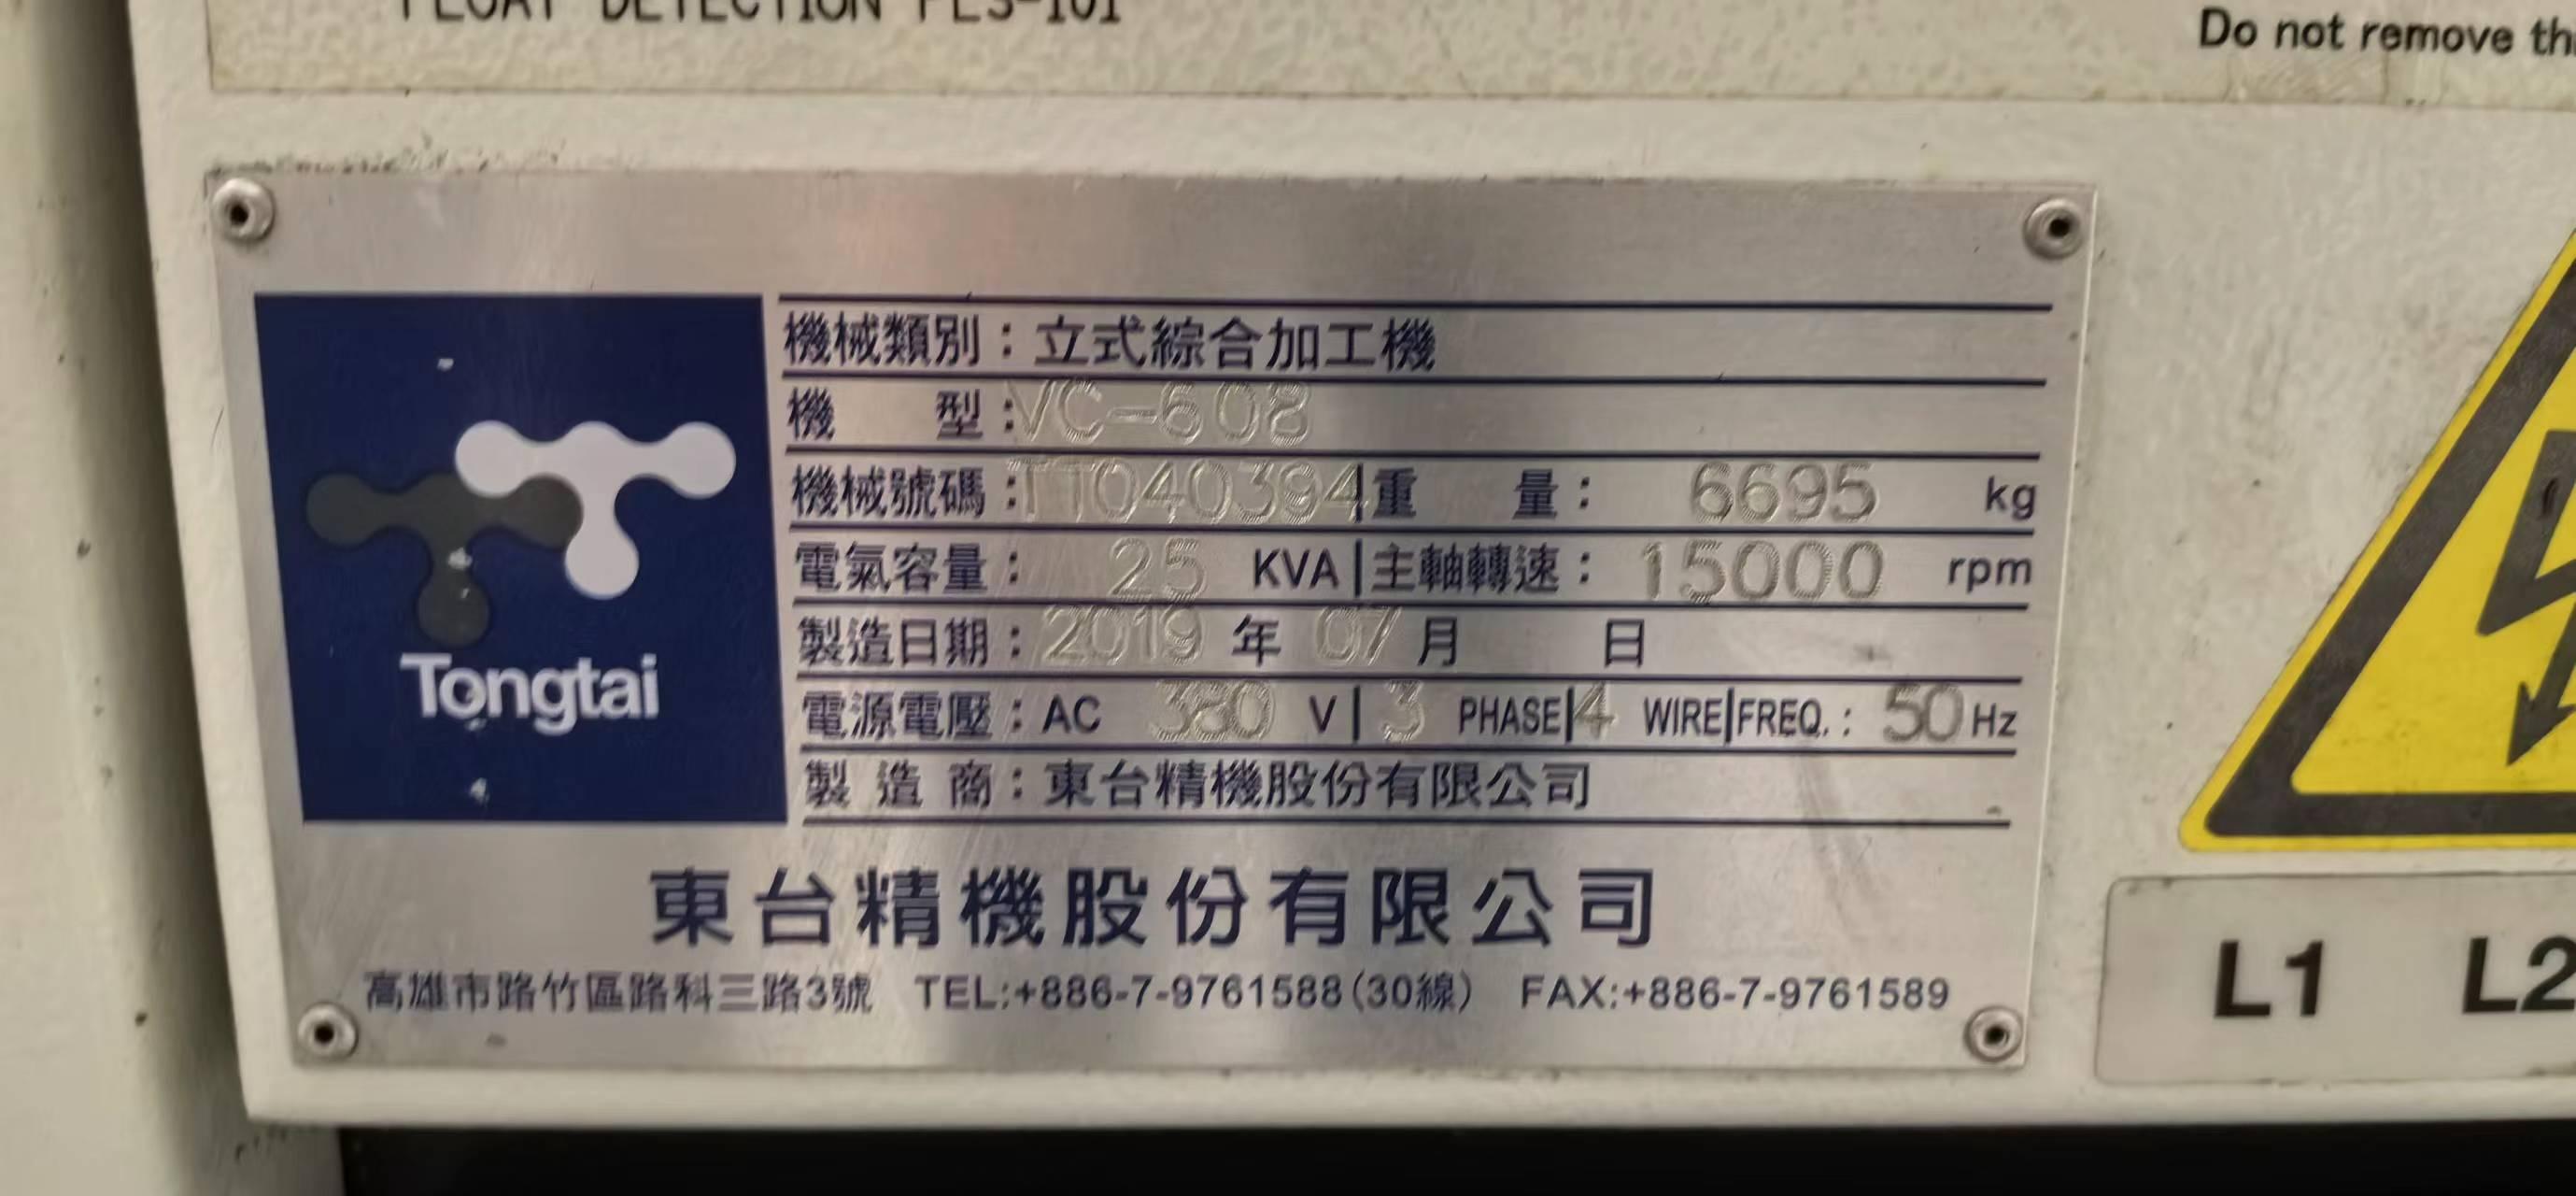 FLOAT DETECTION FLS-101
Do not remove
機械類別：立式綜合加工機
機　型：VC-608
機械號碼：TT040394|重　量：6695 kg
電氣容量：25 KVA|主軸轉速：15000 rpm
製造日期：2019 年 07 月　日
電源電壓：AC 380 V|3 PHASE|4 WIRE|FREQ.：50Hz
製造商：東台精機股份有限公司
Tongtai
東台精機股份有限公司
高雄市路竹區路科三路3號　TEL:+886-7-9761588(30線)　FAX:+886-7-9761589
L1 L2